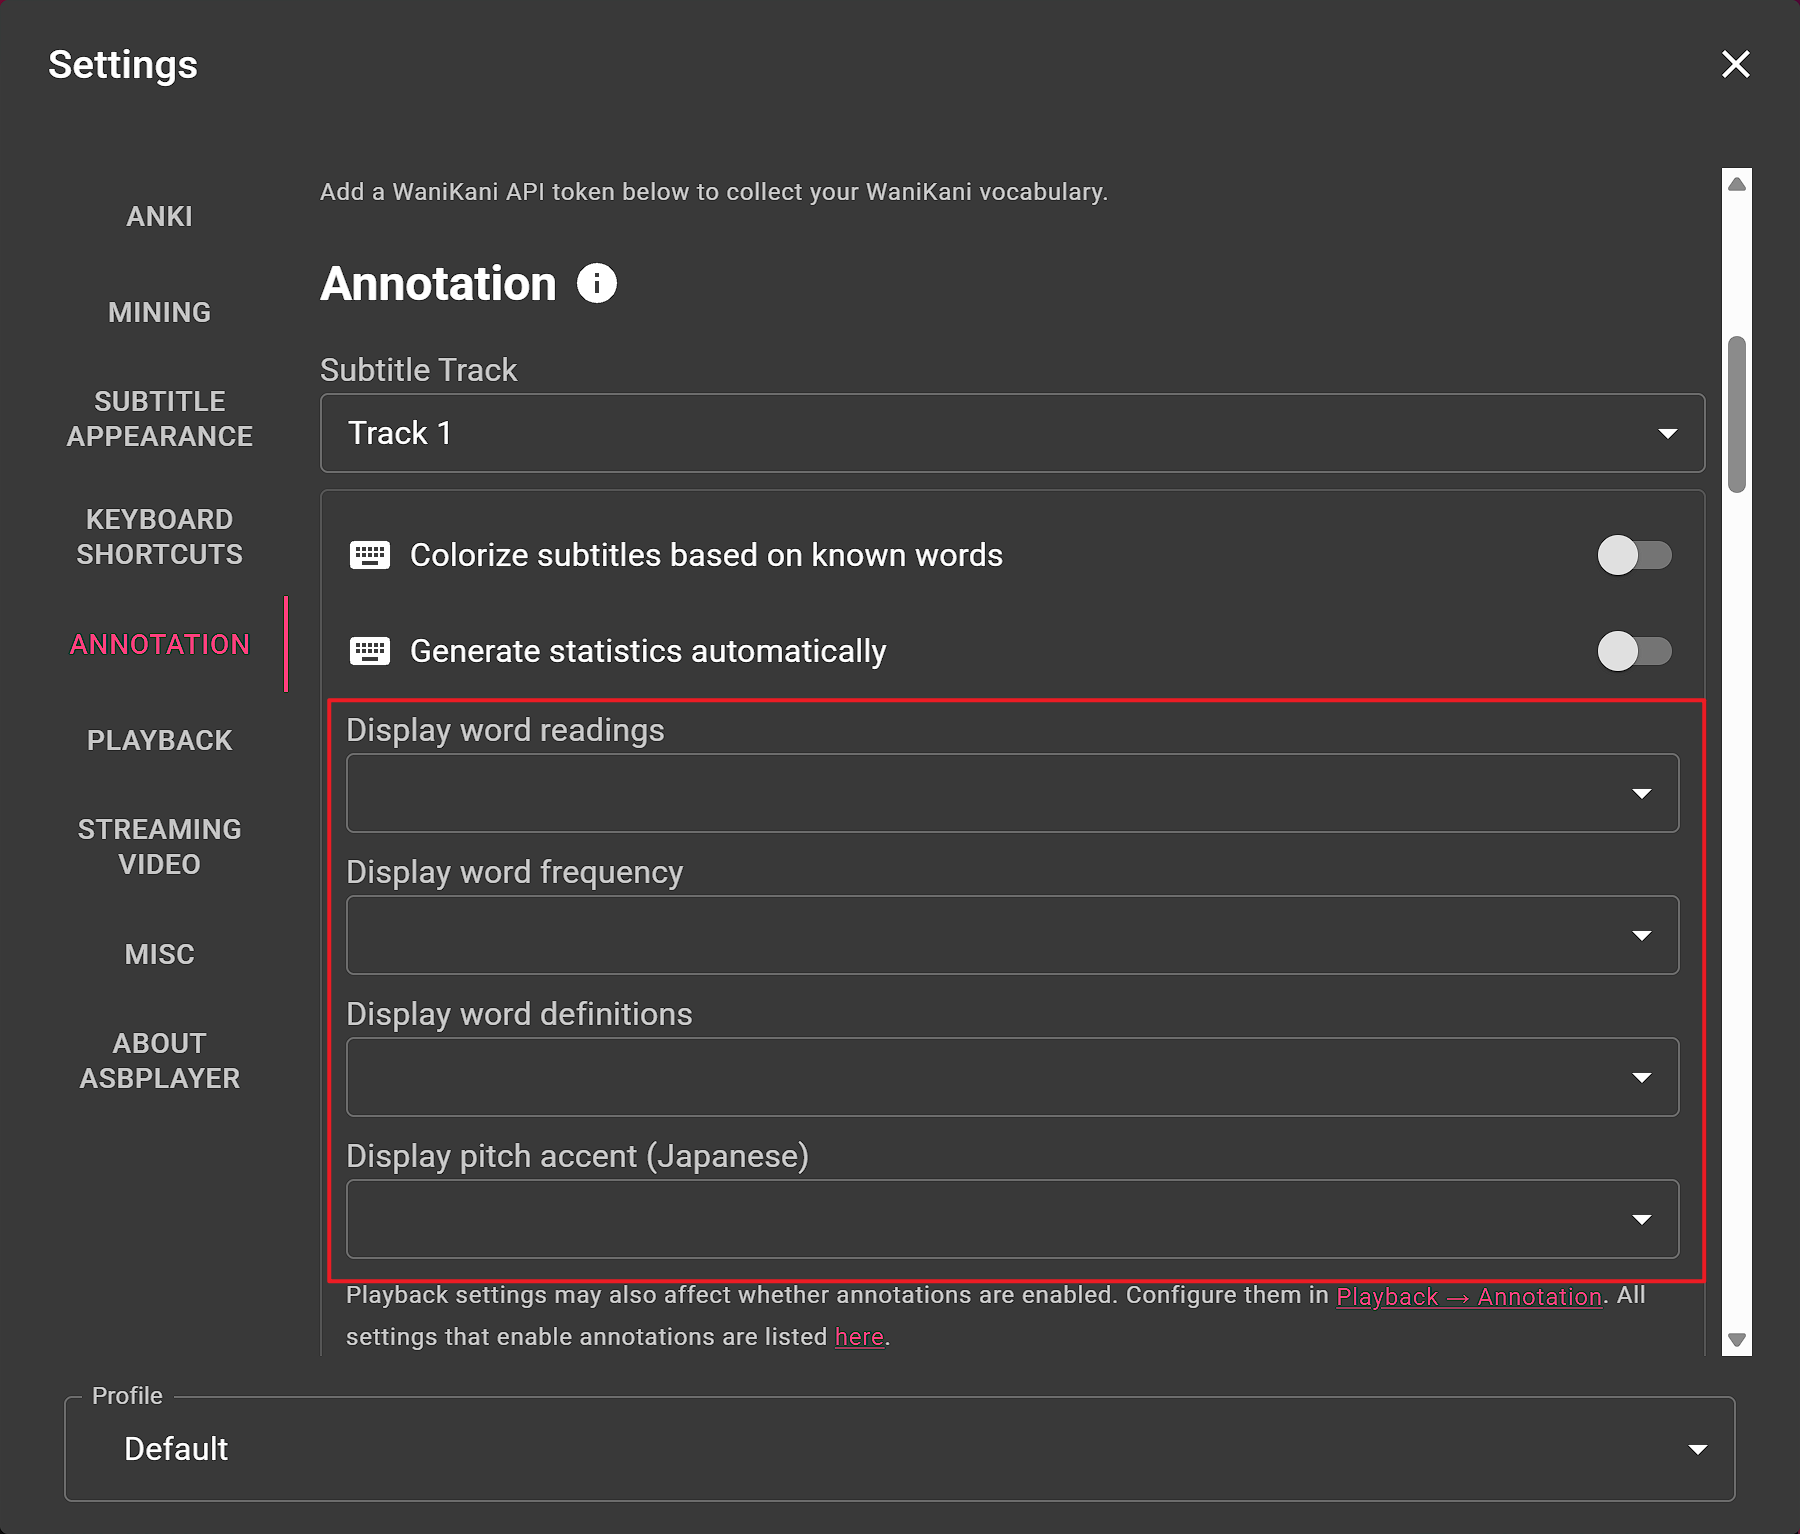 Settings
ANKI
MINING
SUBTITLE
APPEARANCE
KEYBOARD
SHORTCUTS
ANNOTATION
PLAYBACK
STREAMING
VIDEO
MISC
ABOUT
ASBPLAYER
Add a WaniKani API token below to collect your WaniKani vocabulary.
Annotation
Subtitle Track
Track 1
Colorize subtitles based on known words
Generate statistics automatically
Display word readings
Display word frequency
Display word definitions
Display pitch accent (Japanese)
Playback settings may also affect whether annotations are enabled. Configure them in Playback → Annotation. All
settings that enable annotations are listed here.
Profile
Default